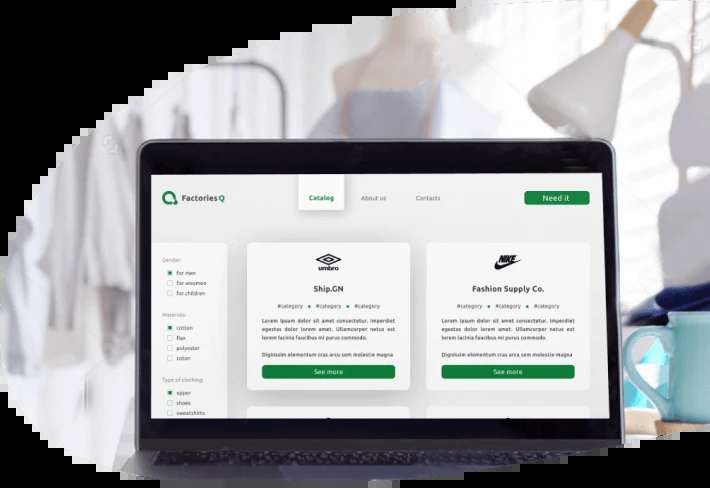 FactoriesQ
Catalog
About us
Contacts
Need it
Gender:
for men
for woomen
for children
Materials:
cotton
flax
polyester
coton
Type of clothing:
upper
shoes
sweatshirts
umbro
Ship.GN
#category • #category • #category
Lorem ipsum dolor sit amet consectetur. Imperdiet
egestas dolor lorem amet. Ullamcorper netus est
lorem lacinia faucibus mi purus commodo.
Dignissim elementum cras arcu sem molestie magna
See more
NIKE
Fashion Supply Co.
#category • #category • #category
Lorem ipsum dolor sit amet consectetur. Imperdiet
egestas dolor lorem amet. Ullamcorper netus est
lorem lacinia faucibus mi purus commodo.
Dignissim elementum cras arcu sem molestie magna
See more